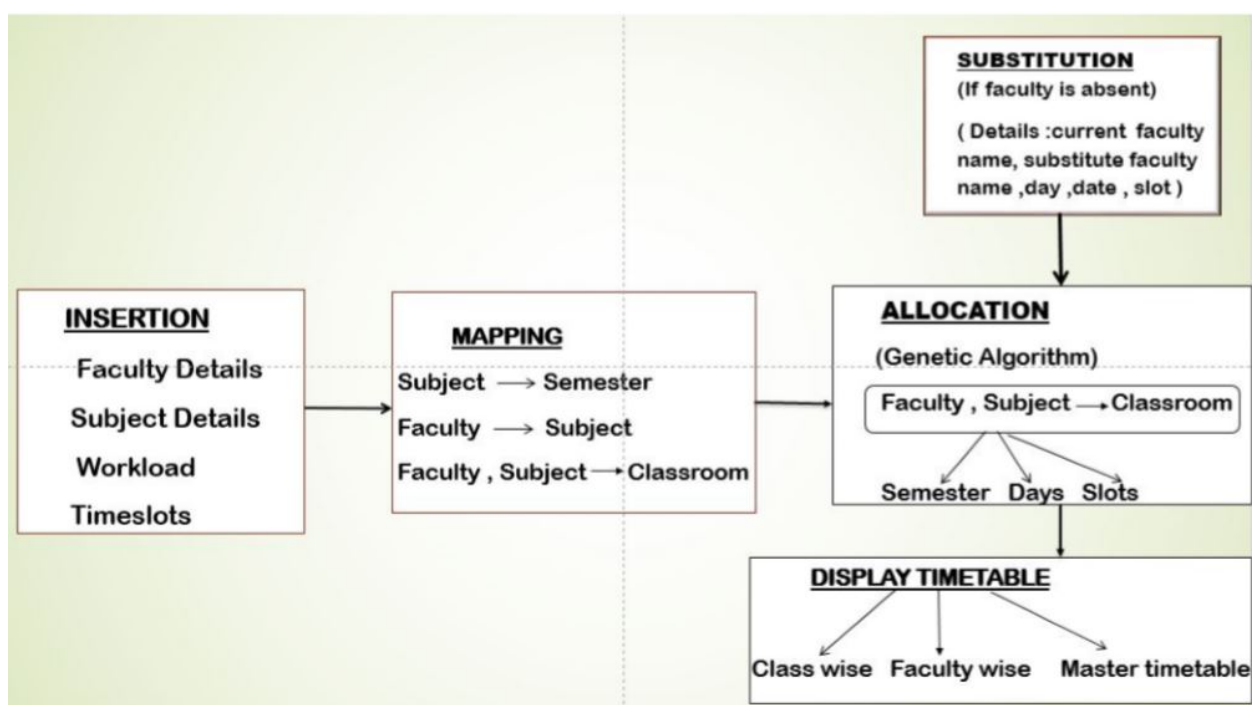 SUBSTITUTION
(If faculty is absent)
( Details :current faculty
name, substitute faculty
name ,day ,date , slot )
INSERTION
Faculty Details
Subject Details
Workload
Timeslots
MAPPING
Subject → Semester
Faculty → Subject
Faculty , Subject → Classroom
ALLOCATION
(Genetic Algorithm)
Faculty , Subject → Classroom
Semester Days Slots
DISPLAY TIMETABLE
Class wise Faculty wise Master timetable